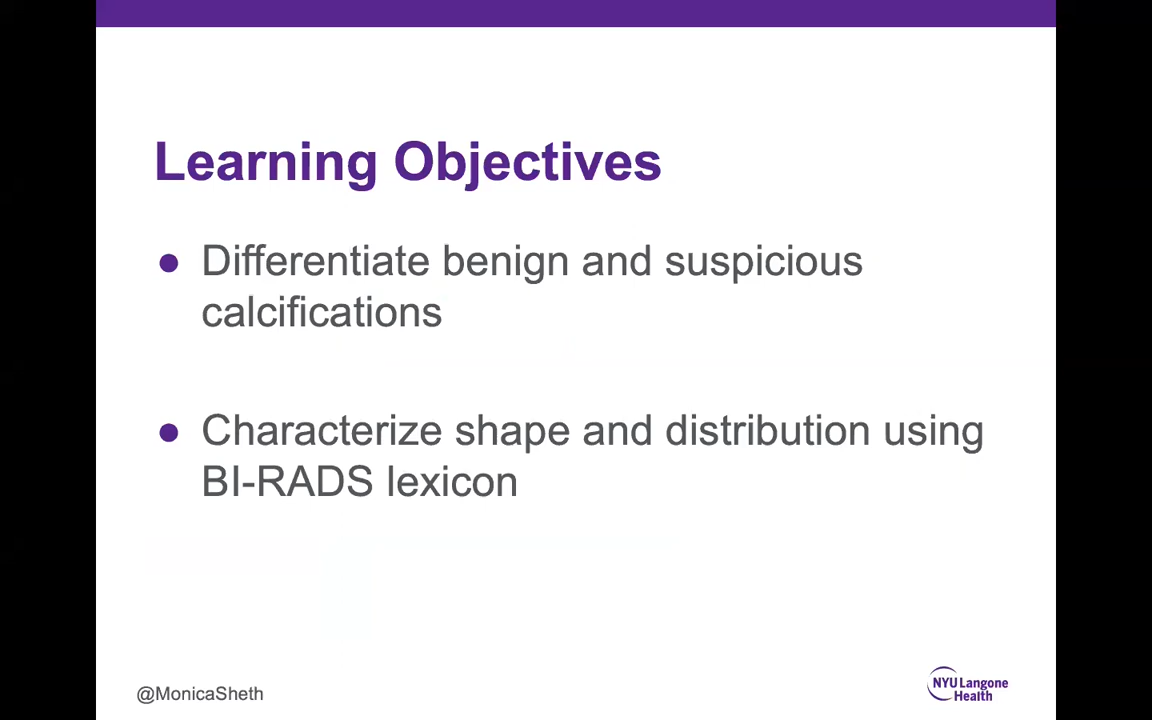 Learning Objectives
● Differentiate benign and suspicious
calcifications
● Characterize shape and distribution using
BI-RADS lexicon
@MonicaSheth
NYU Langone
Health